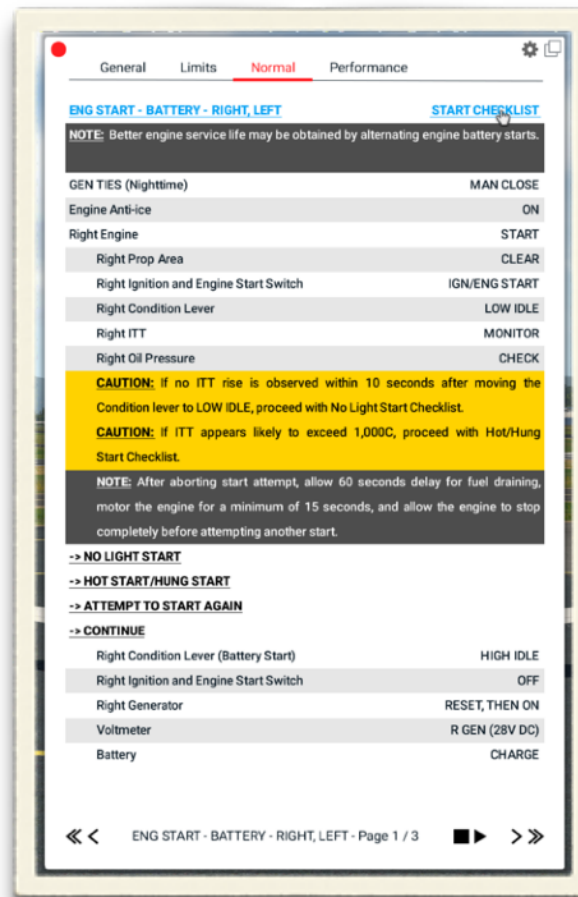 General Limits Normal Performance
ENG START - BATTERY - RIGHT, LEFT START CHECKLIST
NOTE: Better engine service life may be obtained by alternating engine battery starts.
GEN TIES (Nighttime) MAN CLOSE
Engine Anti-ice ON
Right Engine START
Right Prop Area CLEAR
Right Ignition and Engine Start Switch IGN/ENG START
Right Condition Lever LOW IDLE
Right ITT MONITOR
Right Oil Pressure CHECK
CAUTION: If no ITT rise is observed within 10 seconds after moving the
Condition lever to LOW IDLE, proceed with No Light Start Checklist.
CAUTION: If ITT appears likely to exceed 1,000C, proceed with Hot/Hung
Start Checklist.
NOTE: After aborting start attempt, allow 60 seconds delay for fuel draining,
motor the engine for a minimum of 15 seconds, and allow the engine to stop
completely before attempting another start.
-> NO LIGHT START
-> HOT START/HUNG START
-> ATTEMPT TO START AGAIN
-> CONTINUE
Right Condition Lever (Battery Start) HIGH IDLE
Right Ignition and Engine Start Switch OFF
Right Generator RESET, THEN ON
Voltmeter R GEN (28V DC)
Battery CHARGE
ENG START - BATTERY - RIGHT, LEFT - Page 1 / 3